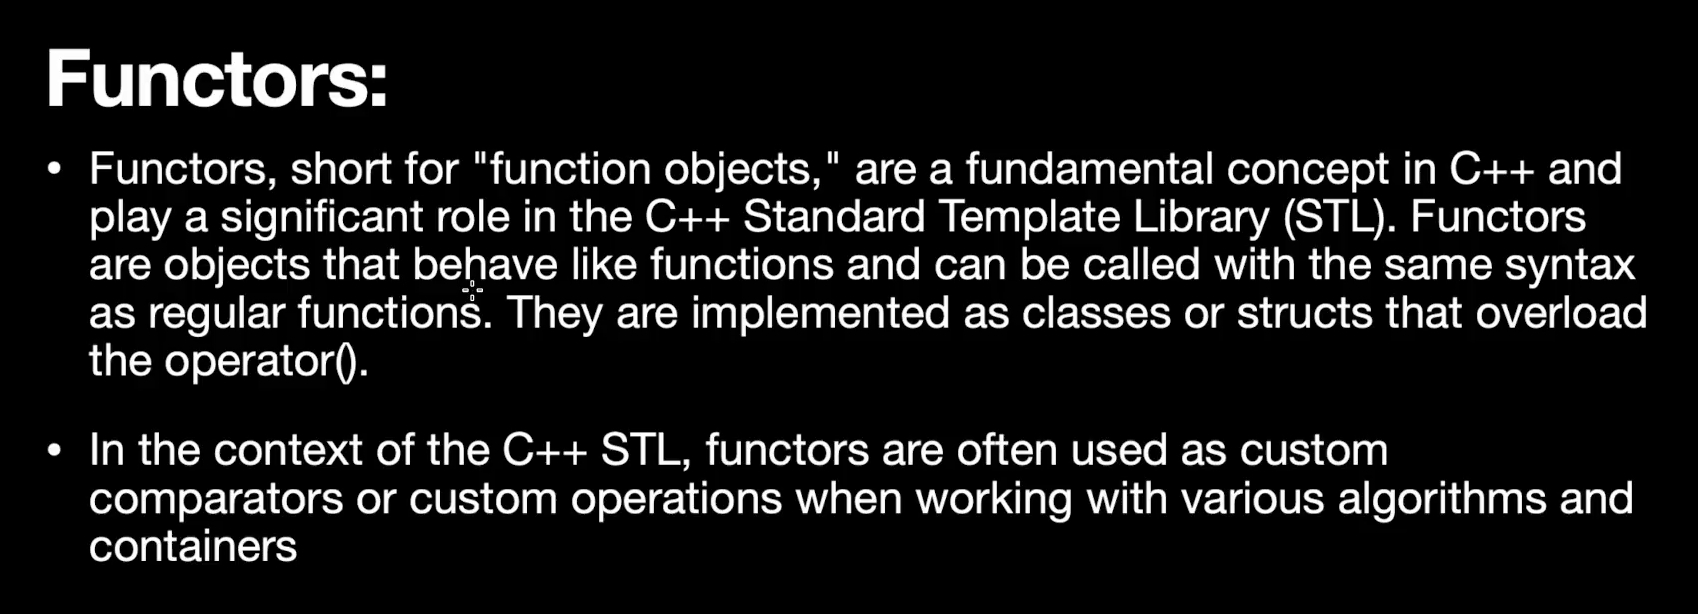 Functors:
• Functors, short for "function objects," are a fundamental concept in C++ and
play a significant role in the C++ Standard Template Library (STL). Functors
are objects that behave like functions and can be called with the same syntax
as regular functions. They are implemented as classes or structs that overload
the operator().
• In the context of the C++ STL, functors are often used as custom
comparators or custom operations when working with various algorithms and
containers